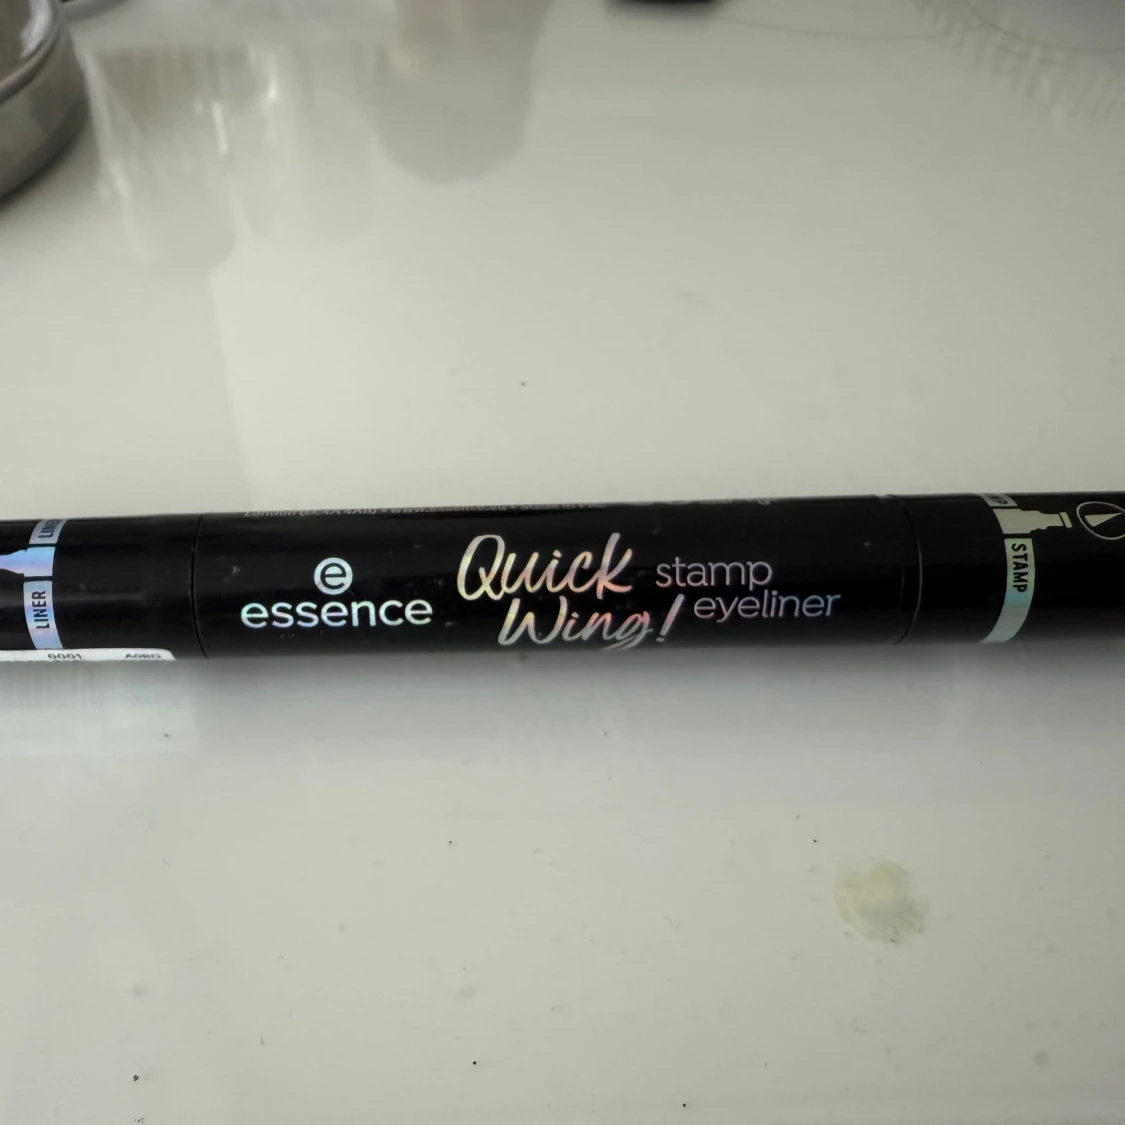 LINER
essence
Quick
Wing!
stamp
eyeliner
STAMP